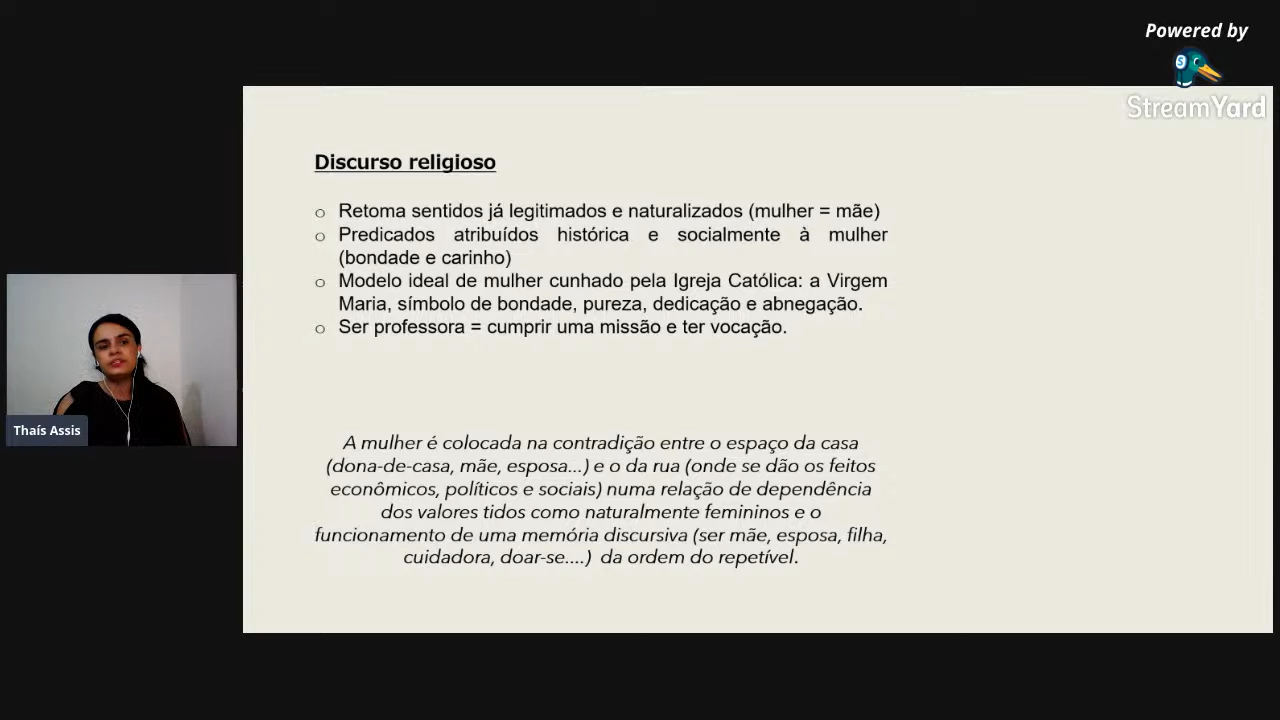 Powered by
StreamYard
Discurso religioso
o Retoma sentidos já legitimados e naturalizados (mulher = mãe)
o Predicados atribuídos histórica e socialmente à mulher
(bondade e carinho)
o Modelo ideal de mulher cunhado pela Igreja Católica: a Virgem
Maria, símbolo de bondade, pureza, dedicação e abnegação.
o Ser professora = cumprir uma missão e ter vocação.
A mulher é colocada na contradição entre o espaço da casa
(dona-de-casa, mãe, esposa...) e o da rua (onde se dão os feitos
econômicos, políticos e sociais) numa relação de dependência
dos valores tidos como naturalmente femininos e o
funcionamento de uma memória discursiva (ser mãe, esposa, filha,
cuidadora, doar-se....) da ordem do repetível.
Thaís Assis